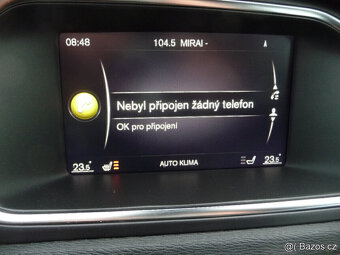 08:48
104.5 MIRAI -
Nebyl připojen žádný telefon
OK pro připojení
23.5°
AUTO KLIMA
23.5°
© Bazos.cz